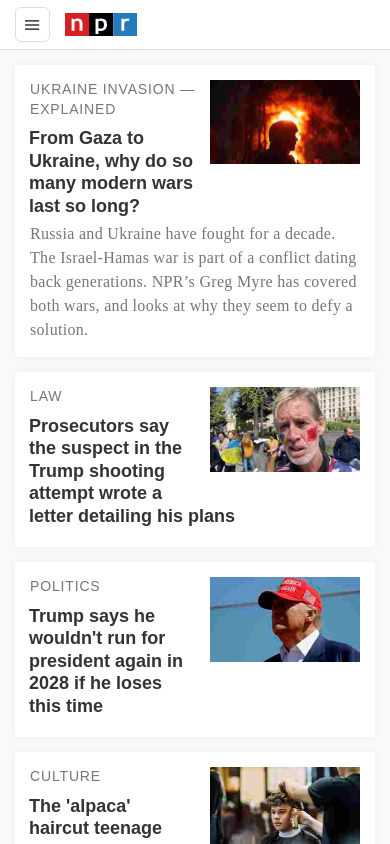 npr
UKRAINE INVASION —
EXPLAINED
From Gaza to
Ukraine, why do so
many modern wars
last so long?
Russia and Ukraine have fought for a decade.
The Israel-Hamas war is part of a conflict dating
back generations. NPR’s Greg Myre has covered
both wars, and looks at why they seem to defy a
solution.
LAW
Prosecutors say
the suspect in the
Trump shooting
attempt wrote a
letter detailing his plans
POLITICS
Trump says he
wouldn't run for
president again in
2028 if he loses
this time
AMERICA
AGAIN
CULTURE
The 'alpaca'
haircut teenage